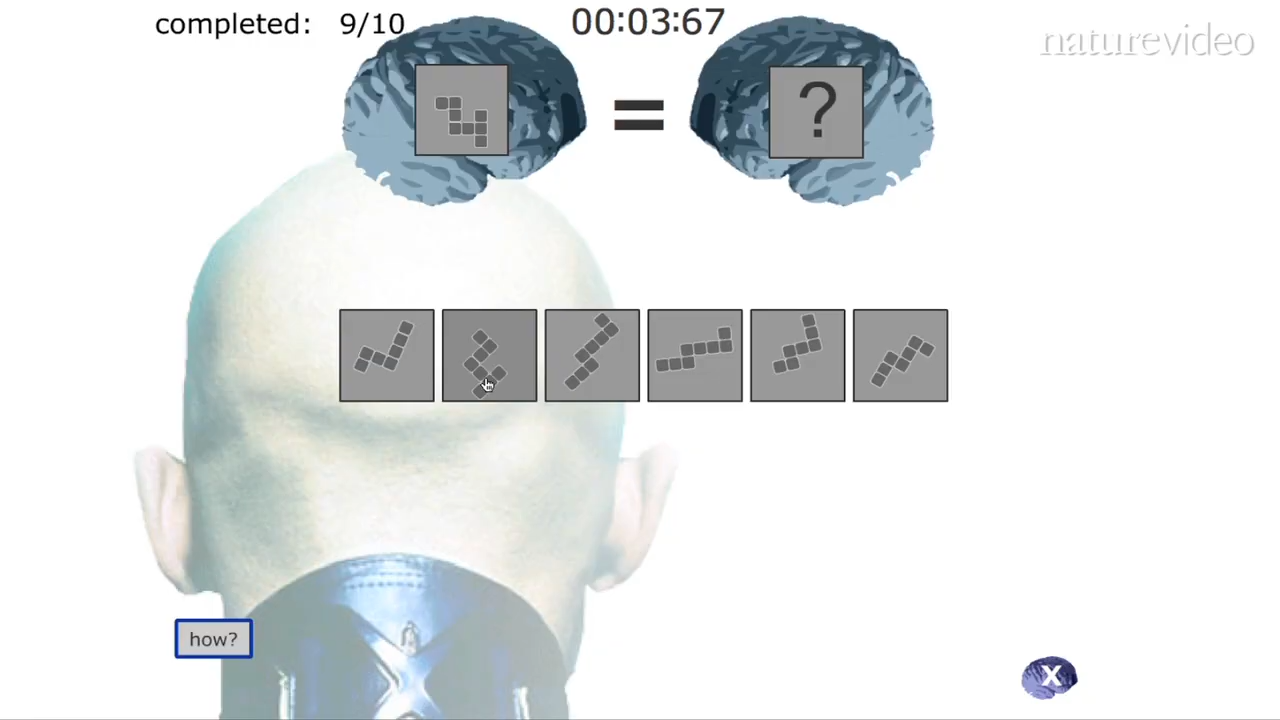 completed: 9/10
00:03:67
naturevideo
=
?
how?
X